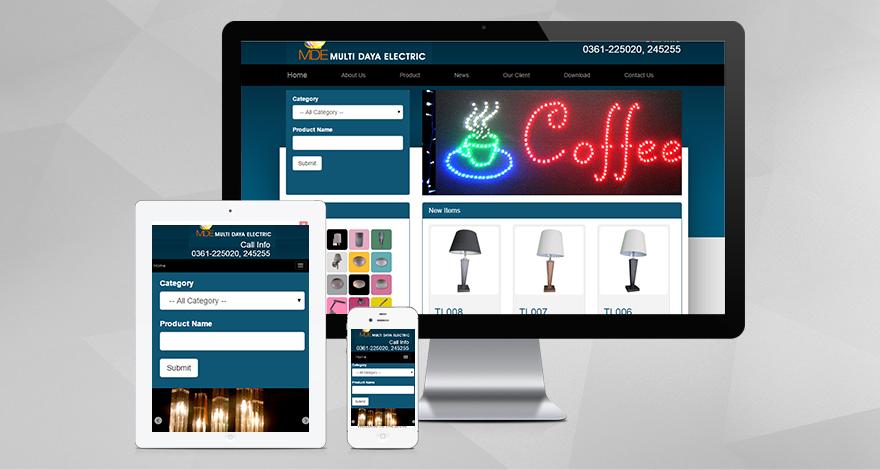 MDE MULTI DAYA ELECTRIC
Call Info
0361-225020, 245255
Home About Us Product News Our Client Download Contact Us
Category
-- All Category --
Product Name
Submit
Coffee
New Items
TL008 TL007 TL006
MDE MULTI DAYA ELECTRIC
Call Info
0361-225020, 245255
Home
Category
-- All Category --
Product Name
Submit
MDE MULTI DAYA ELECTRIC
Call Info
0361-225020, 245255
Home
Category
-- All Category --
Product Name
Submit